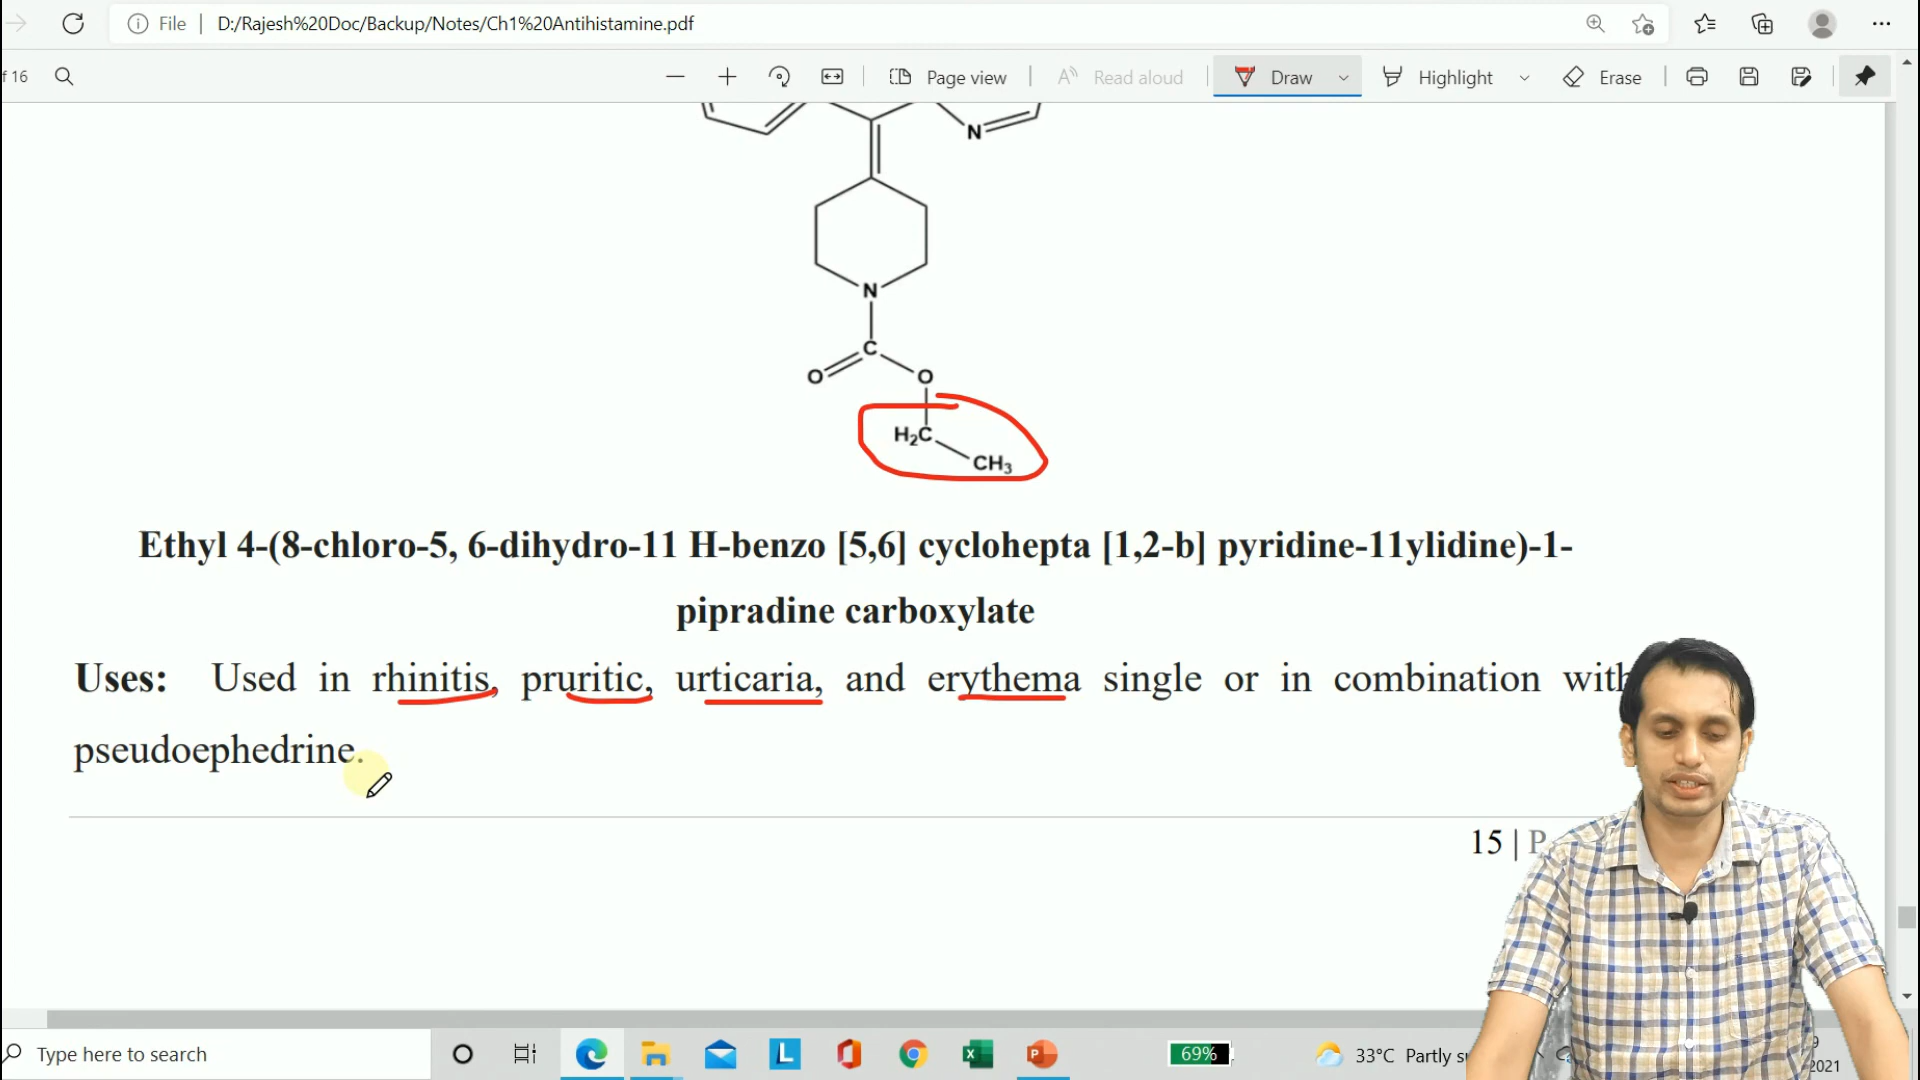 File | D:/Rajesh%20Doc/Backup/Notes/Ch1%20Antihistamine.pdf
f 16
Page view
Read aloud
Draw
Highlight
Erase
N
N
C
O
O
H₂C
CH₃
Ethyl 4-(8-chloro-5, 6-dihydro-11 H-benzo [5,6] cyclohepta [1,2-b] pyridine-11ylidine)-1-
pipradine carboxylate
Uses: Used in rhinitis, pruritic, urticaria, and erythema single or in combination with
pseudoephedrine.
15 | P
Type here to search
L
69%
33°C Partly su
2021